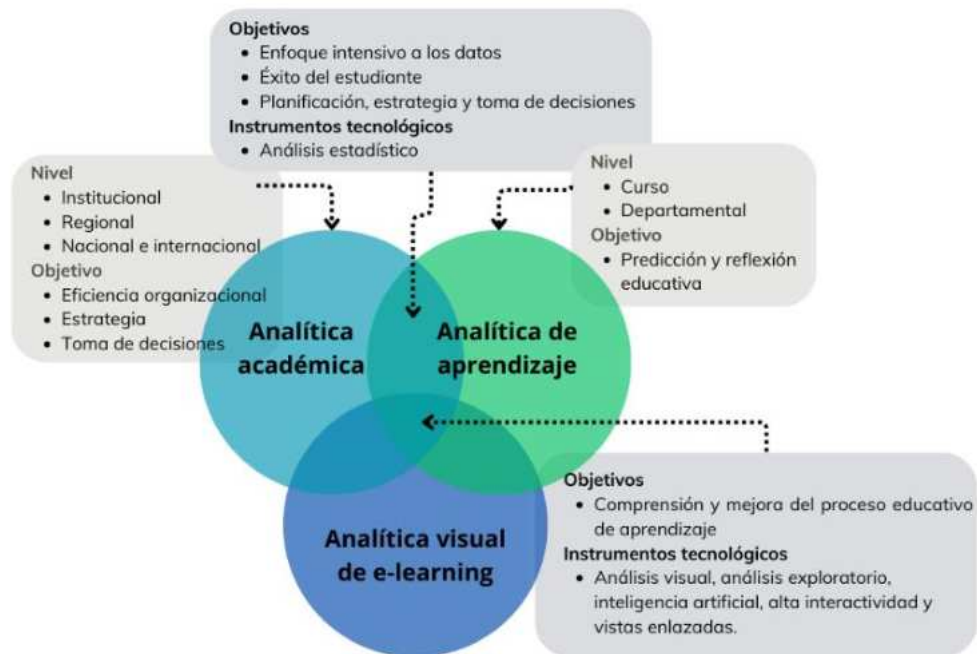 Objetivos
• Enfoque intensivo a los datos
• Éxito del estudiante
• Planificación, estrategia y toma de decisiones
Instrumentos tecnológicos
• Análisis estadístico
Nivel
• Institucional
• Regional
• Nacional e internacional
Objetivo
• Eficiencia organizacional
• Estrategia
• Toma de decisiones
Nivel
• Curso
• Departamental
Objetivo
• Predicción y reflexión
educativa
Analítica
académica
Analítica de
aprendizaje
Analítica visual
de e-learning
Objetivos
• Comprensión y mejora del proceso educativo
de aprendizaje
Instrumentos tecnológicos
• Análisis visual, análisis exploratorio,
inteligencia artificial, alta interactividad y
vistas enlazadas.